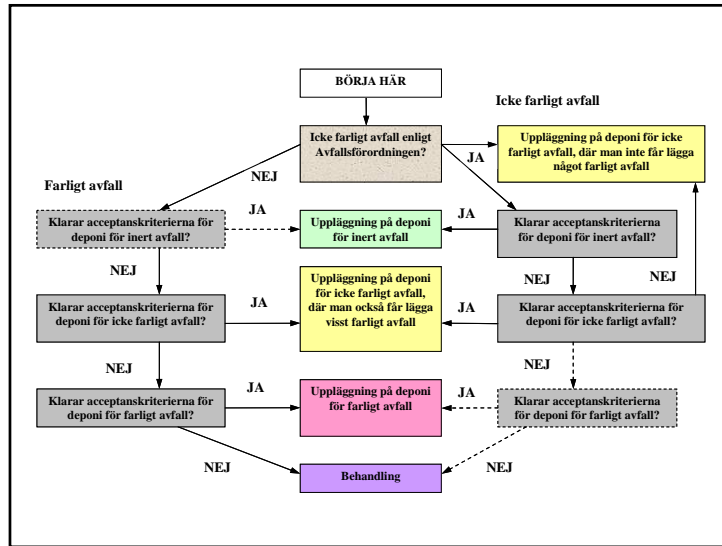 BÖRJA HÄR
Icke farligt avfall
Icke farligt avfall enligt
Avfallsförordningen?
JA
Uppläggning på deponi för icke
farligt avfall, där man inte får lägga
något farligt avfall
NEJ
Farligt avfall
Klarar acceptanskriterierna för
deponi för inert avfall?
JA
Uppläggning på deponi
för inert avfall
JA
Klarar acceptanskriterierna
för deponi för inert avfall?
NEJ
NEJ
NEJ
Klarar acceptanskriterierna för
deponi för icke farligt avfall?
JA
Uppläggning på deponi
för icke farligt avfall,
där man också får lägga
visst farligt avfall
JA
Klarar acceptanskriterierna för
deponi för icke farligt avfall?
NEJ
NEJ
Klarar acceptanskriterierna för
deponi för farligt avfall?
JA
Uppläggning på deponi
för farligt avfall
JA
Klarar acceptanskriterierna
för deponi för farligt avfall?
NEJ
Behandling
NEJ